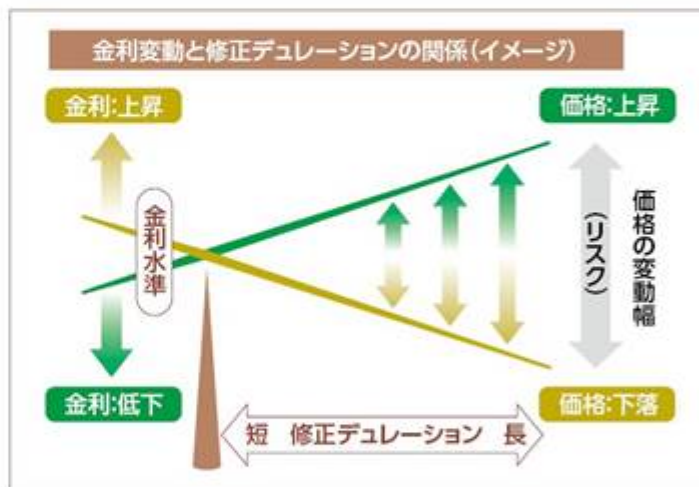 金利変動と修正デュレーションの関係(イメージ)
金利:上昇
価格:上昇
金利水準
価格の変動幅
(リスク)
金利:低下
短 修正デュレーション 長
価格:下落